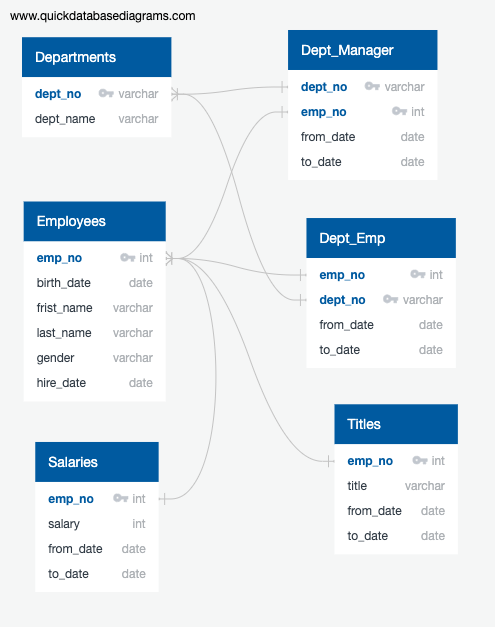 www.quickdatabasediagrams.com
Departments
dept_no varchar
dept_name varchar
Dept_Manager
dept_no varchar
emp_no int
from_date date
to_date date
Employees
emp_no int
birth_date date
frist_name varchar
last_name varchar
gender varchar
hire_date date
Dept_Emp
emp_no int
dept_no varchar
from_date date
to_date date
Titles
emp_no int
title varchar
from_date date
to_date date
Salaries
emp_no int
salary int
from_date date
to_date date